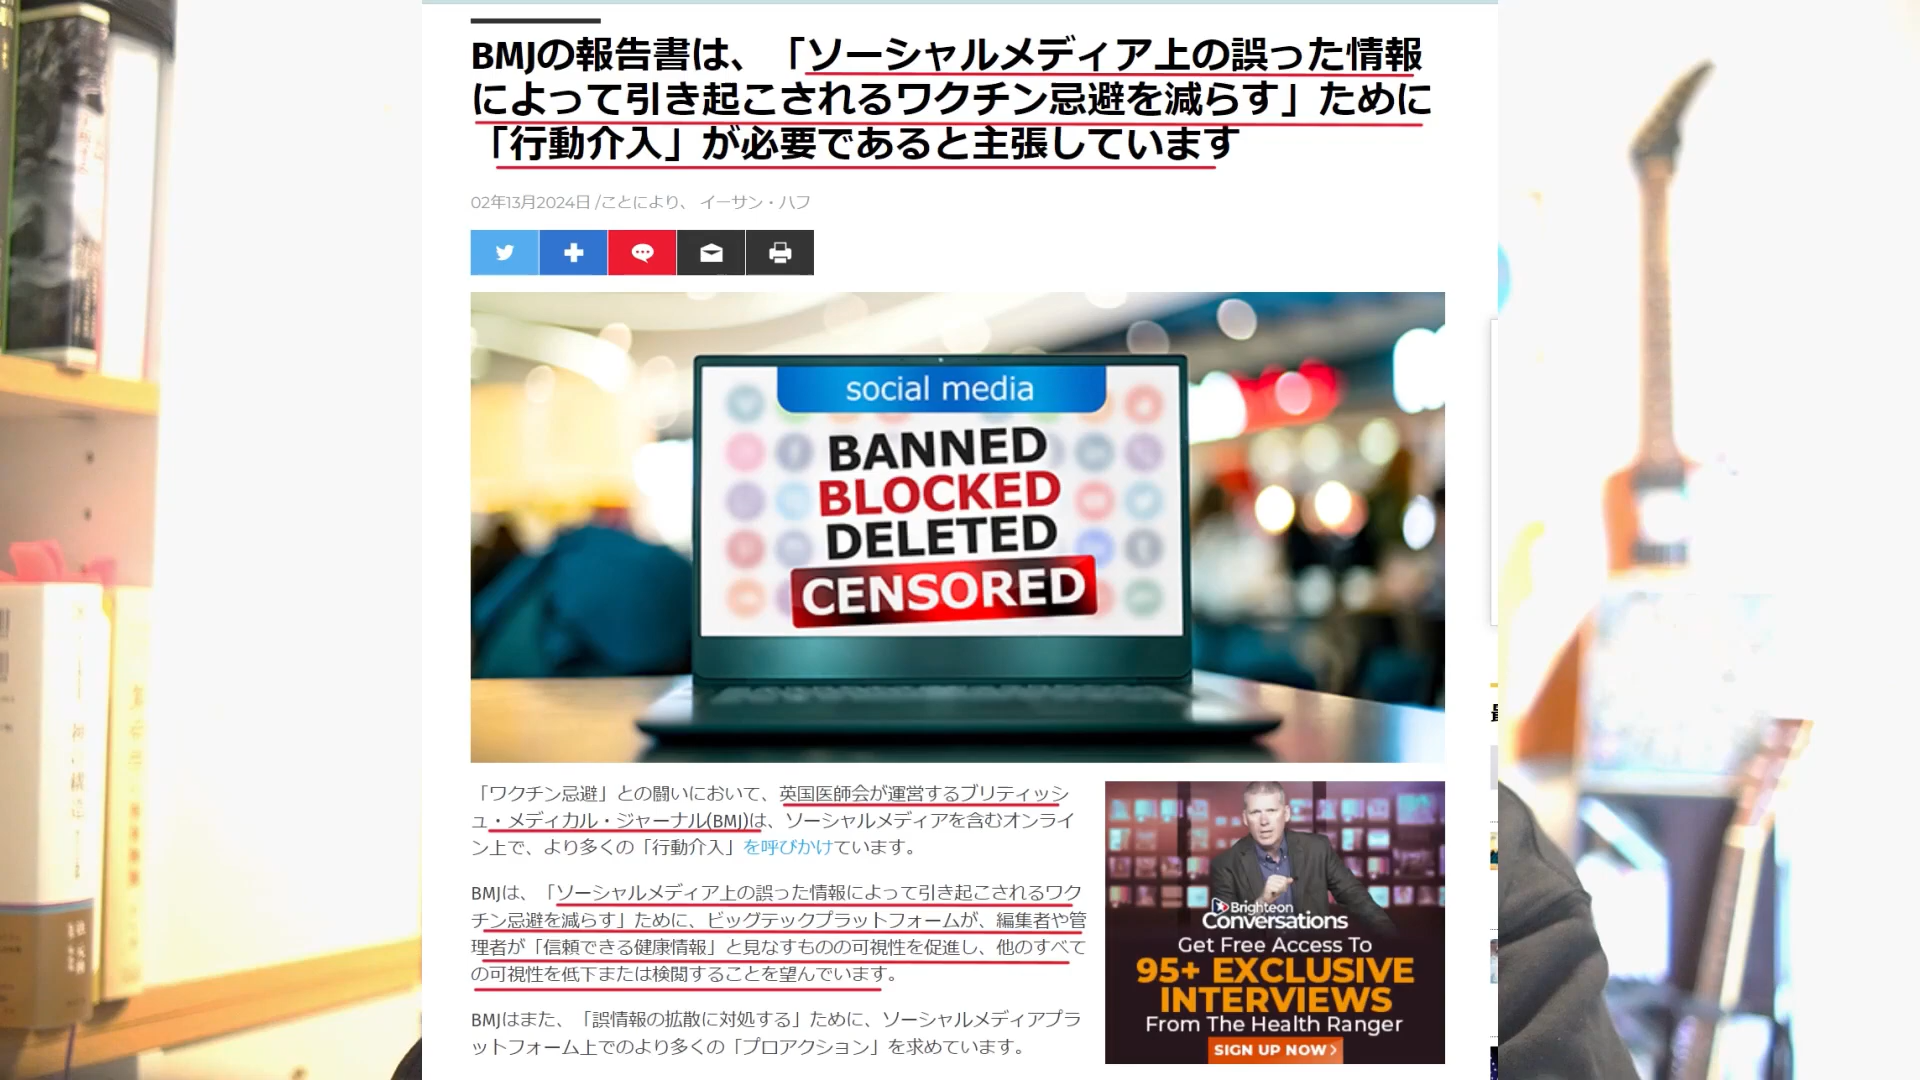 BMJの報告書は、「ソーシャルメディア上の誤った情報
によって引き起こされるワクチン忌避を減らす」ために
「行動介入」が必要であると主張しています
02年13月2024日 /ことにより、 イーサン・ハフ
social media
BANNED
BLOCKED
DELETED
CENSORED
「ワクチン忌避」との闘いにおいて、英国医師会が運営するブリティッシ
ュ・メディカル・ジャーナル(BMJ)は、ソーシャルメディアを含むオンライ
ン上で、より多くの「行動介入」を呼びかけています。
BMJは、「ソーシャルメディア上の誤った情報によって引き起こされるワク
チン忌避を減らす」ために、ビッグテックプラットフォームが、編集者や管
理者が「信頼できる健康情報」と見なすものの可視性を促進し、他のすべて
の可視性を低下または検閲することを望んでいます。
BMJはまた、「誤情報の拡散に対処する」ために、ソーシャルメディアプラ
ットフォーム上でのより多くの「プロアクション」を求めています。
Brighteon
Conversations
Get Free Access To
95+ EXCLUSIVE
INTERVIEWS
From The Health Ranger
SIGN UP NOW